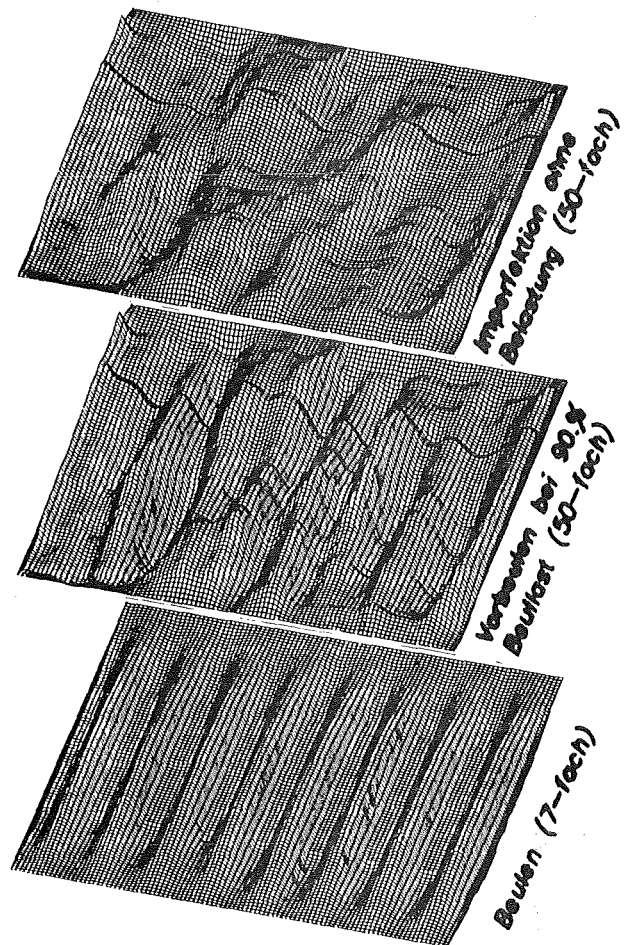 Imperfektion ohne
Belastung (50-fach)
Vorbeulen bei 90.%
Beullast (50-fach)
Beulen (7-fach)